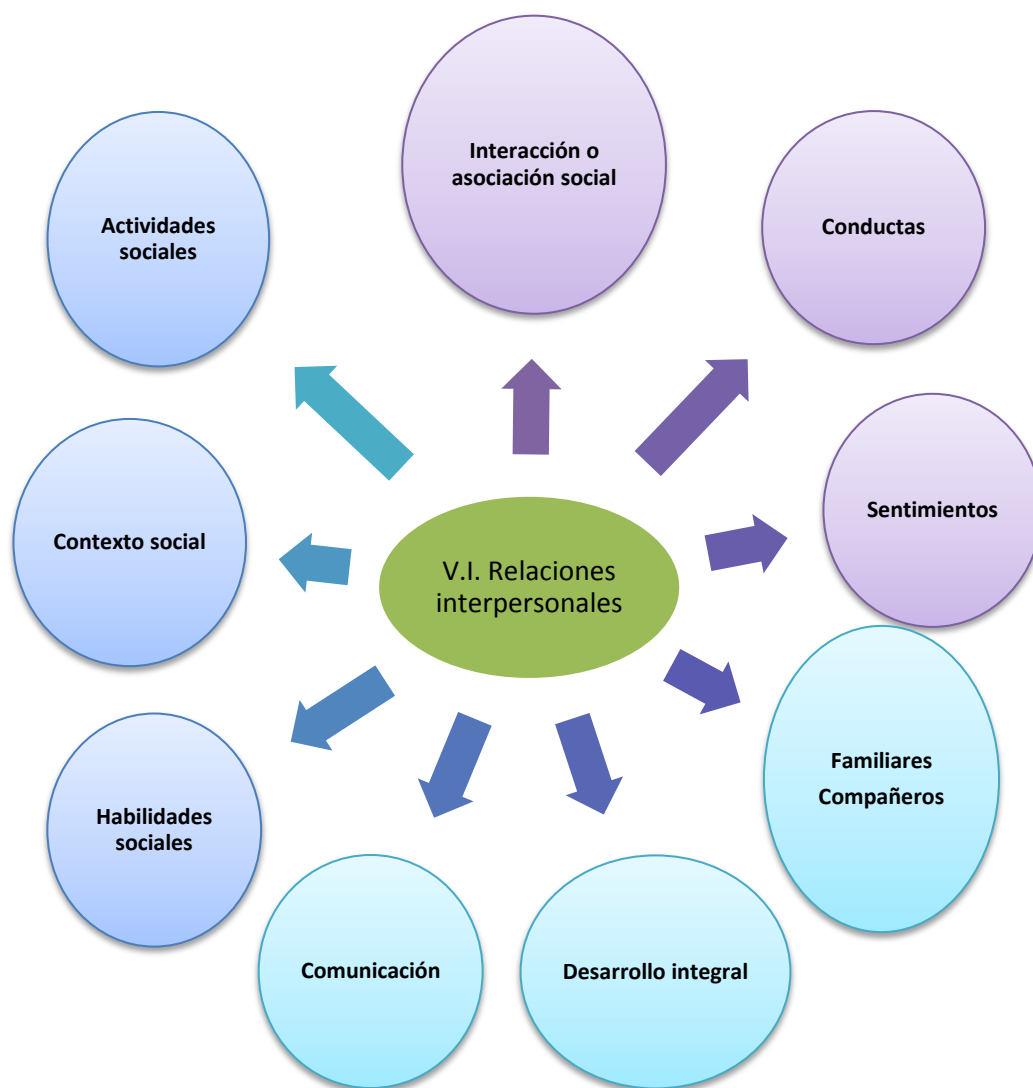 Interacción o
asociación social
Conductas
Sentimientos
Familiares
Compañeros
Desarrollo integral
Comunicación
Habilidades
sociales
Contexto social
Actividades
sociales
V.I. Relaciones
interpersonales